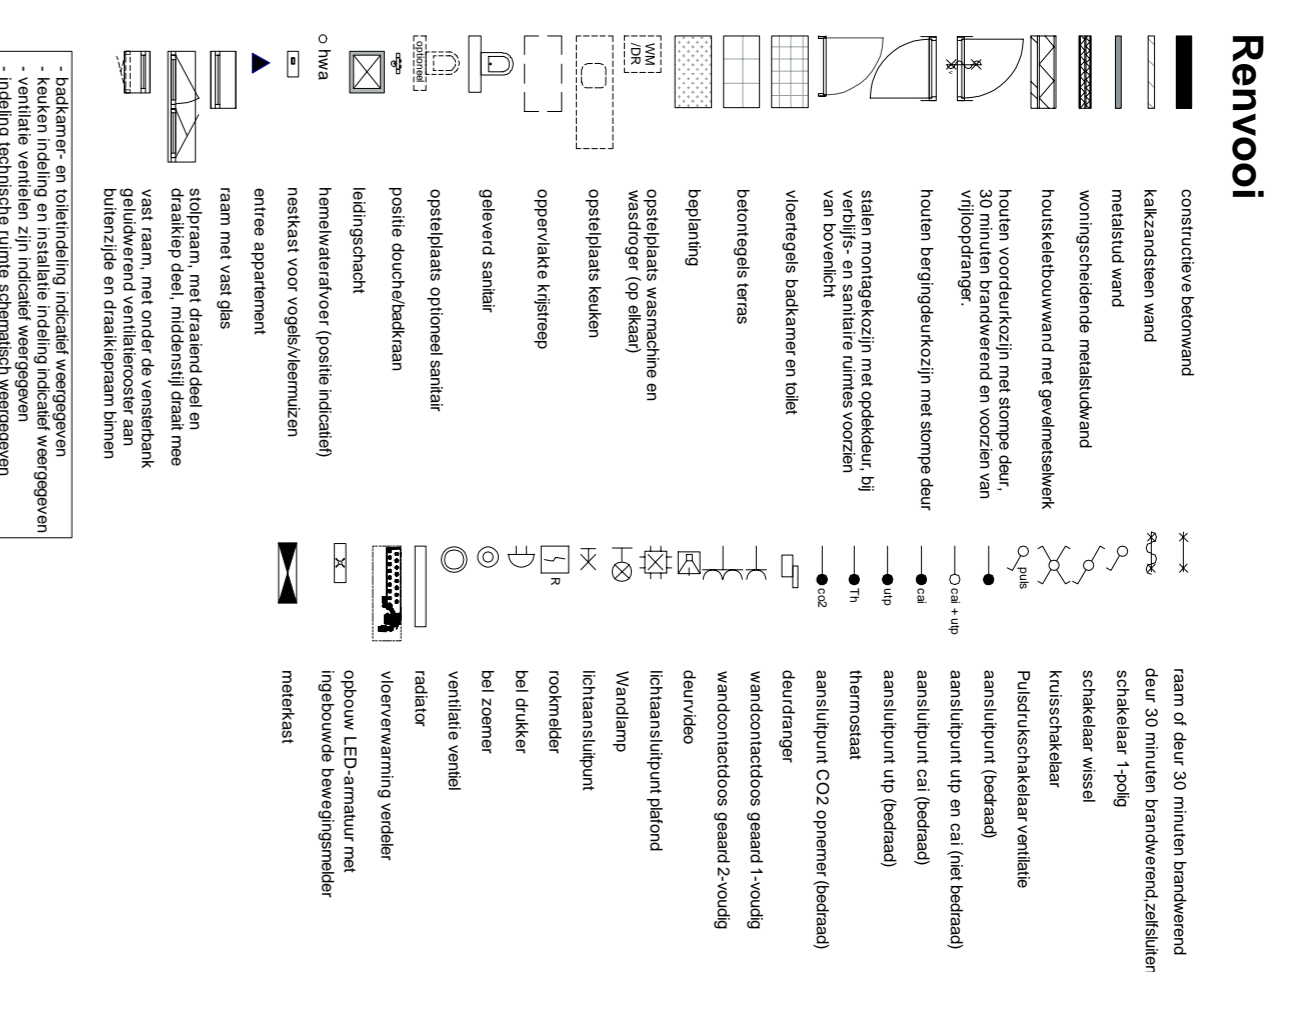 Renvooi
constructieve betonwand
kalkzandsteen wand
metalstud wand
woningscheidende metalstudwand
houtskeletbouwwand met gevelmetselwerk
houten voordeurkozijn met stompe deur,
30 minuten brandwerend en voorzien van
vrijloopdranger.
v
houten bergingdeurkozijn met stompe deur
stalen montagekozijn met opdekdeur, bij
verblijfs- en sanitaire ruimtes voorzien
van bovenlicht
vloertegels badkamer en toilet
betontegels terras
beplanting
WM
/DR
opstelplaats wasmachine en
wasdroger (op elkaar)
opstelplaats keuken
oppervlakte krijstreep
geleverd sanitair
optioneel
opstelplaats optioneel sanitair
positie douche/badkraan
leidingschacht
hwa
hemelwaterafvoer (positie indicatief)
nestkast voor vogels/vleermuizen
entree appartement
raam met vast glas
stolpraam, met draaiend deel en
draaikiep deel, middenstijl draait mee
vast raam, met onder de vensterbank
geluidwerend ventilatierooster aan
buitenzijde en draaikiepraam binnen
- badkamer- en toiletindeling indicatief weergegeven
- keuken indeling en installatie indeling indicatief weergegeven
- ventilatie ventielen zijn indicatief weergegeven
- indeling technische ruimte schematisch weergegeven
raam of deur 30 minuten brandwerend
deur 30 minuten brandwerend,zelfsluiten
schakelaar 1-polig
schakelaar wissel
kruisschakelaar
puls
Pulsdrukschakelaar ventilatie
aansluitpunt (bedraad)
cai + utp
aansluitpunt utp en cai (niet bedraad)
cai
aansluitpunt cai (bedraad)
utp
aansluitpunt utp (bedraad)
Th
thermostaat
co2
aansluitpunt CO2 opnemer (bedraad)
deurdranger
wandcontactdoos geaard 1-voudig
wandcontactdoos geaard 2-voudig
deurvideo
lichtaansluitpunt plafond
Wandlamp
lichtaansluitpunt
R
rookmelder
bel drukker
bel zoemer
ventilatie ventiel
radiator
vloerverwarming verdeler
opbouw LED-armatuur met
ingebouwde bewegingsmelder
meterkast